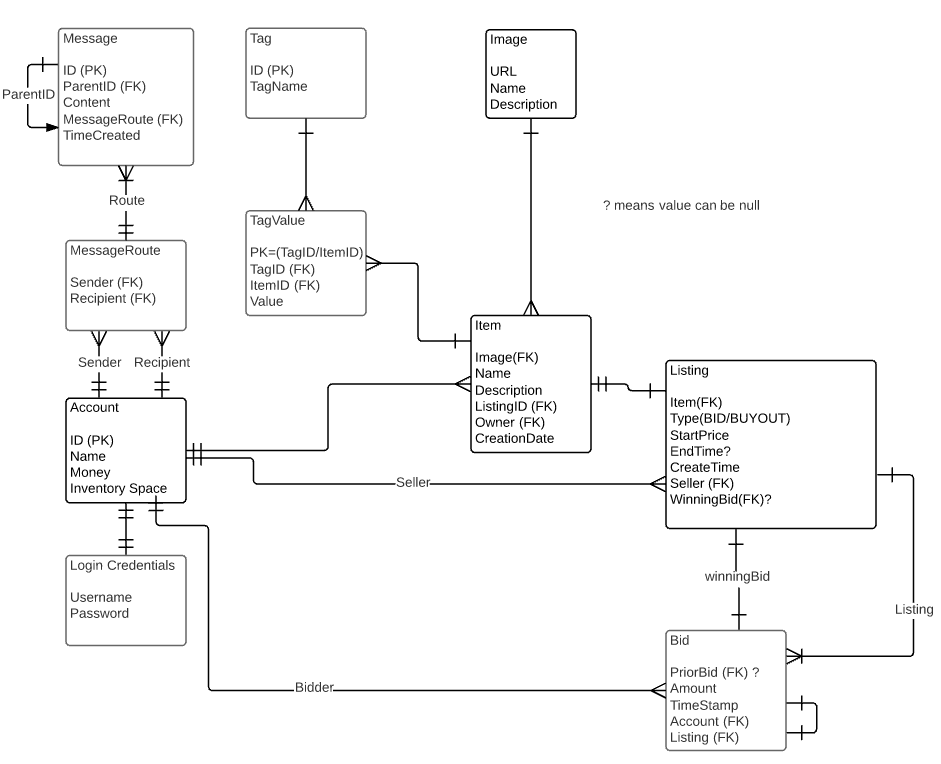 Message
ID (PK)
ParentID (FK)
Content
MessageRoute (FK)
TimeCreated
ParentID
Tag
ID (PK)
TagName
Image
URL
Name
Description
? means value can be null
Route
MessageRoute
Sender (FK)
Recipient (FK)
TagValue
PK=(TagID/ItemID)
TagID (FK)
ItemID (FK)
Value
Item
Image(FK)
Name
Description
ListingID (FK)
Owner (FK)
CreationDate
Sender
Recipient
Account
ID (PK)
Name
Money
Inventory Space
Listing
Item(FK)
Type(BID/BUYOUT)
StartPrice
EndTime?
CreateTime
Seller (FK)
WinningBid(FK)?
Seller
Login Credentials
Username
Password
winningBid
Listing
Bidder
Bid
PriorBid (FK) ?
Amount
TimeStamp
Account (FK)
Listing (FK)